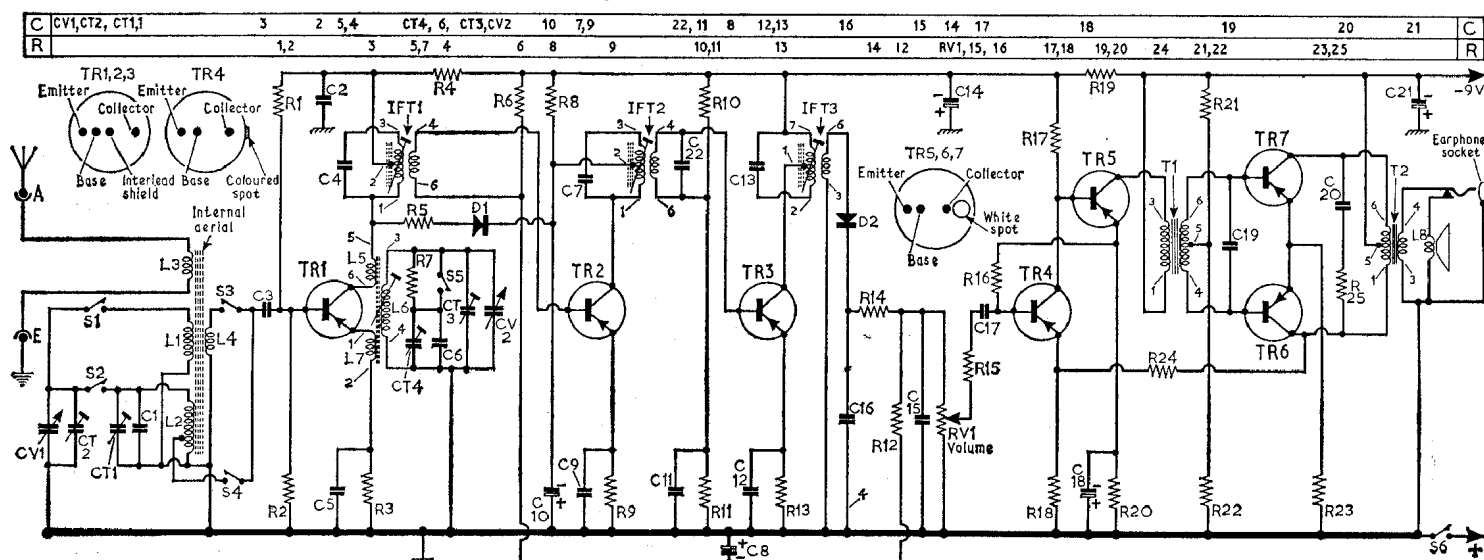 C CV1,CT2, CT1,1 3 2 5,4 CT4, 6, CT3,CV2 10 7,9 22, 11 8 12,13 16 15 14 17 18 19 20 21 C
R 1,2 3 5,7 4 6 8 9 10,11 13 14 12 RV1, 15, 16 17,18 19,20 24 21,22 23,25 R
TR1,2,3 TR4
Emitter Collector Emitter Collector
Base Interlead shield Base Coloured spot
A
Internal aerial
L3
E
S1
S3
C3
L1
L4
S2
L2
CV1
CT 2
CT1
C1
S4
R1
C2
R4
IFT1
3 4
2
1 6
C4
R5
D1
5 3
L5
6
R7
S5
L6
CT 3
CV 2
TR1
1 4
L7
2
CT4
C6
C5
R3
R2
R6
R8
IFT2
3 4
2
1 6
C7
C 22
R10
TR2
C9
C 10
R9
C11
R11
IFT3
7 6
1
2 3
C13
D2
TR3
C 12
R13
C8
C14
TR5,6,7
Emitter Collector
White spot
Base
R14
C16
4
C 15
R12
RV1
Volume
R15
R16
C17
R17
R19
TR5
TR4
R18
C 18
R20
R24
T1
3 6
5
1 4
R21
C19
R22
TR7
TR6
C 20
R 25
R23
T2
6 4
5
1 3
L8
C21
-9V
Earphone socket
S6
+